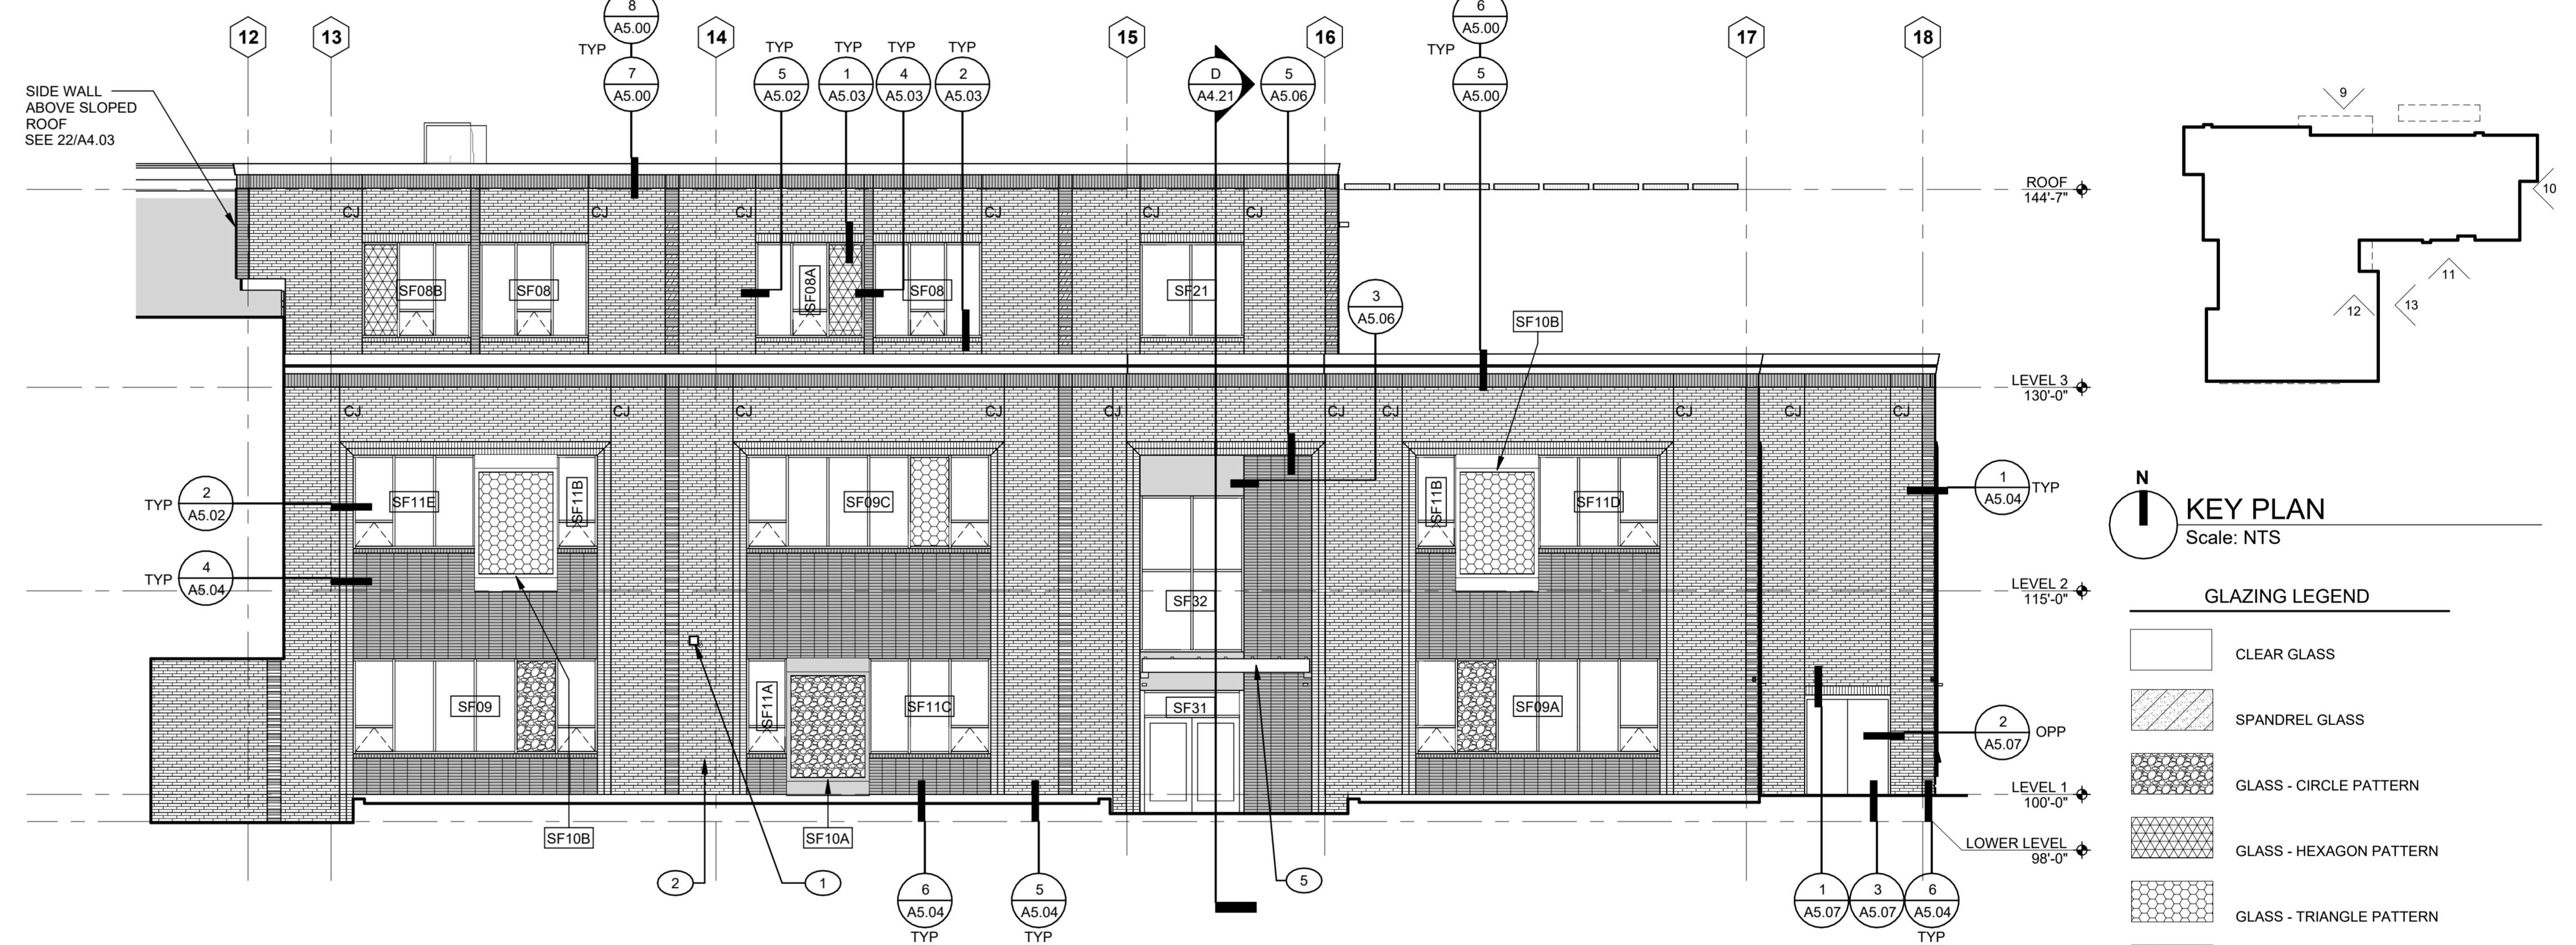 8
A5.00
6
A5.00
12
13
14
15
16
17
18
TYP
TYP
TYP
TYP
TYP
TYP
7
A5.00
5
A5.02
1
A5.03
4
A5.03
2
A5.03
D
A4.21
5
A5.06
5
A5.00
SIDE WALL
ABOVE SLOPED
ROOF
SEE 22/A4.03
9
10
11
12
13
ROOF
144'-7"
CJ
CJ
CJ
CJ
CJ
CJ
SF08B
SF08
SF08A
SF08
SF21
3
A5.06
SF10B
LEVEL 3
130'-0"
CJ
CJ
CJ
CJ
CJ
CJ
CJ
CJ
CJ
CJ
TYP
2
A5.02
SF11E
SF11B
SF09C
SF11B
SF11D
1
A5.04
TYP
N
KEY PLAN
Scale: NTS
TYP
4
A5.04
SF32
LEVEL 2
115'-0"
GLAZING LEGEND
CLEAR GLASS
SPANDREL GLASS
GLASS - CIRCLE PATTERN
GLASS - HEXAGON PATTERN
GLASS - TRIANGLE PATTERN
SF09
SF11A
SF11C
SF31
SF09A
2
A5.07
OPP
LEVEL 1
100'-0"
LOWER LEVEL
98'-0"
SF10B
SF10A
2
1
5
6
A5.04
TYP
5
A5.04
TYP
1
A5.07
3
A5.07
6
A5.04
TYP